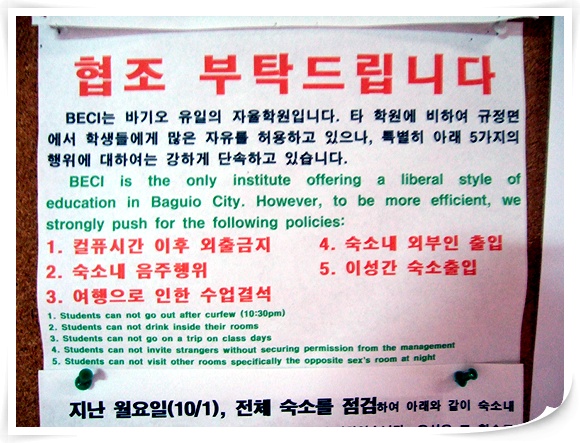 협조 부탁드립니다
BECI는 바기오 유일의 자율학원입니다. 타 학원에 비하여 규정면
에서 학생들에게 많은 자유를 허용하고 있으나, 특별히 아래 5가지의
행위에 대하여는 강하게 단속하고 있습니다.
BECI is the only institute offering a liberal style of
education in Baguio City. However, to be more efficient, we
strongly push for the following policies:
1. 컬퓨시간 이후 외출금지
2. 숙소내 음주행위
3. 여행으로 인한 수업결석
4. 숙소내 외부인 출입
5. 이성간 숙소출입
1. Students can not go out after curfew (10:30pm)
2. Students can not drink inside their rooms
3. Students can not go on a trip on class days
4. Students can not invite strangers without securing permission from the management
5. Students can not visit other rooms specifically the opposite sex's room at night
지난 월요일(10/1), 전체 숙소를 점검하여 아래와 같이 숙소내